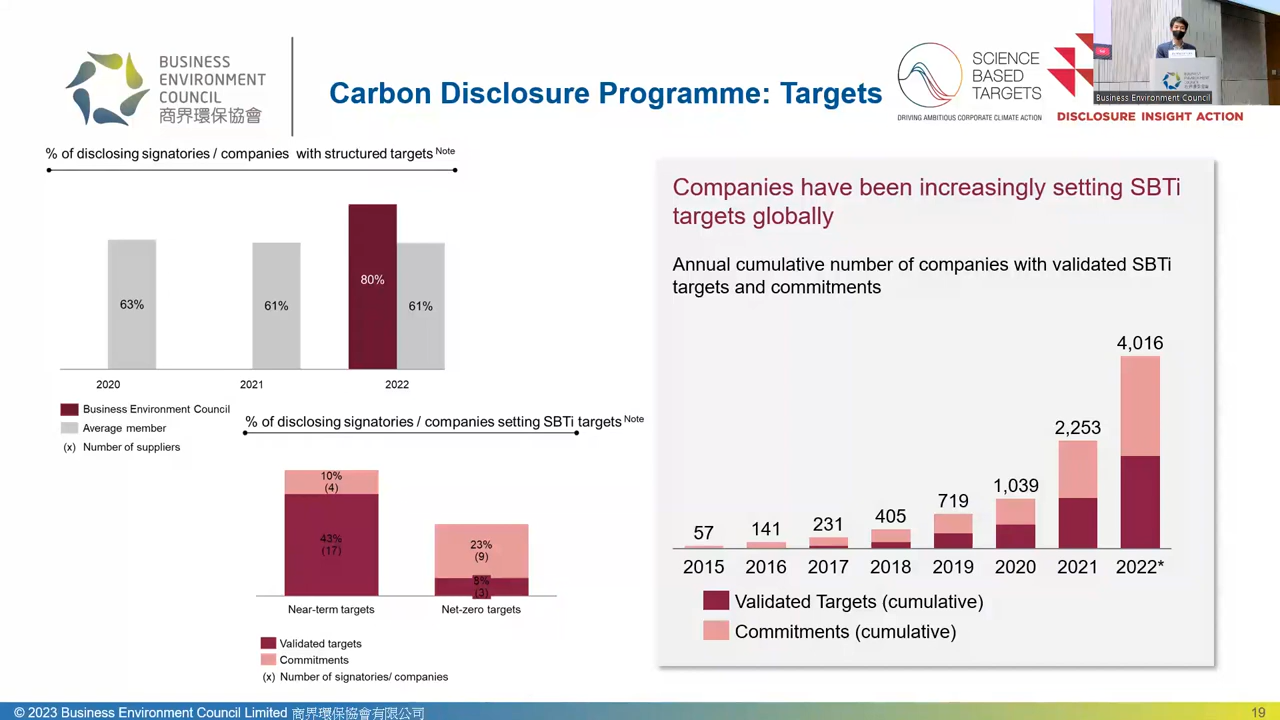 BUSINESS
ENVIRONMENT
COUNCIL
商界環保協會
Carbon Disclosure Programme: Targets
SCIENCE
BASED
TARGETS
DRIVING AMBITIOUS CORPORATE CLIMATE ACTION
DISCLOSURE INSIGHT ACTION
Business Environment Council
% of disclosing signatories / companies with structured targets Note
63%
61%
80%
61%
2020
2021
2022
Business Environment Council
Average member
(x) Number of suppliers
% of disclosing signatories / companies setting SBTi targets Note
10%
(4)
43%
(17)
23%
(9)
8%
(3)
Near-term targets
Net-zero targets
Validated targets
Commitments
(x) Number of signatories/ companies
Companies have been increasingly setting SBTi
targets globally
Annual cumulative number of companies with validated SBTi
targets and commitments
57
141
231
405
719
1,039
2,253
4,016
2015
2016
2017
2018
2019
2020
2021
2022*
Validated Targets (cumulative)
Commitments (cumulative)
© 2023 Business Environment Council Limited 商界環保協會有限公司
19